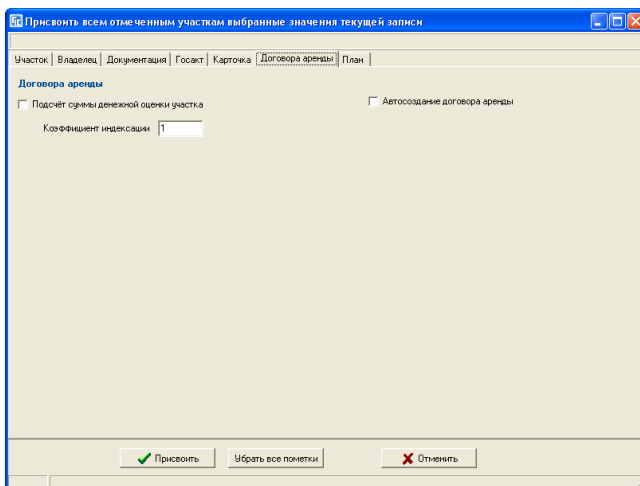 Присвоить всем отмеченным участкам выбранные значения текущей записи
Участок Владелец Документация Госакт Карточка Договора аренды План
Договора аренды
Подсчёт суммы денежной оценки участка
Автосоздание договора аренды
Коэффициент индексации 1
Присвоить Убрать все пометки Отменить